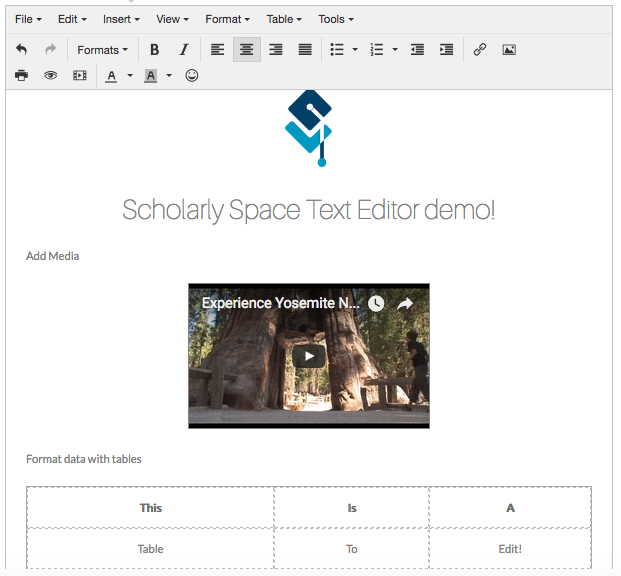 File Edit Insert View Format Table Tools
Formats B I
A A
Scholarly Space Text Editor demo!
Add Media
Experience Yosemite N...
Format data with tables
This Is A
Table To Edit!